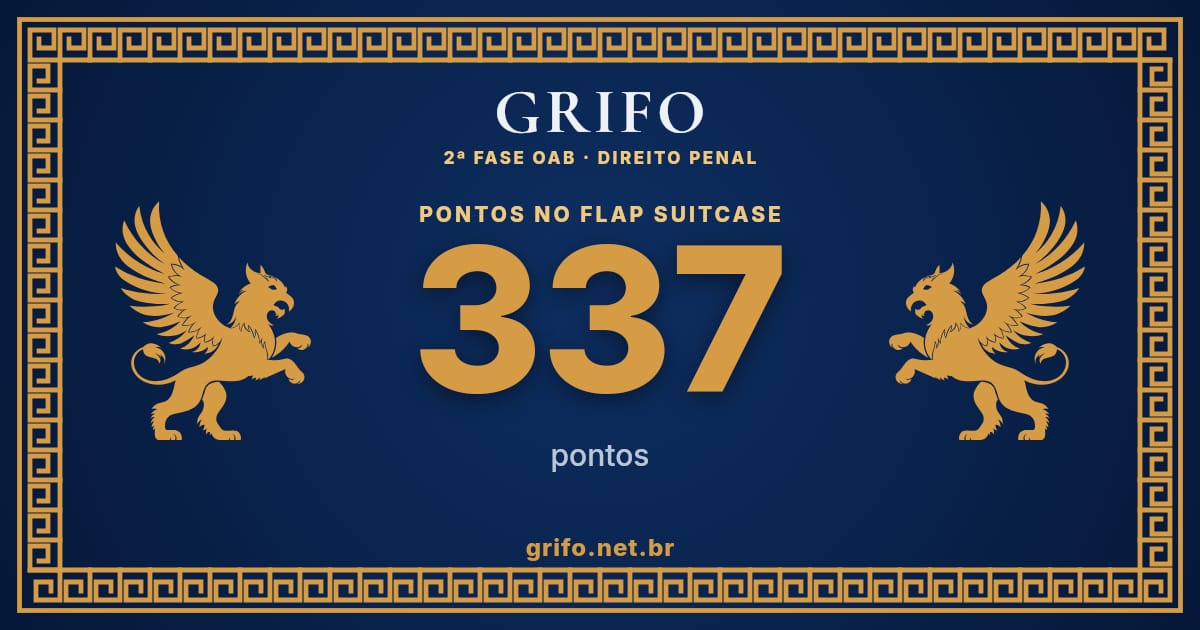 GRIFO
2ª FASE OAB · DIREITO PENAL
PONTOS NO FLAP SUITCASE
337
pontos
grifo.net.br